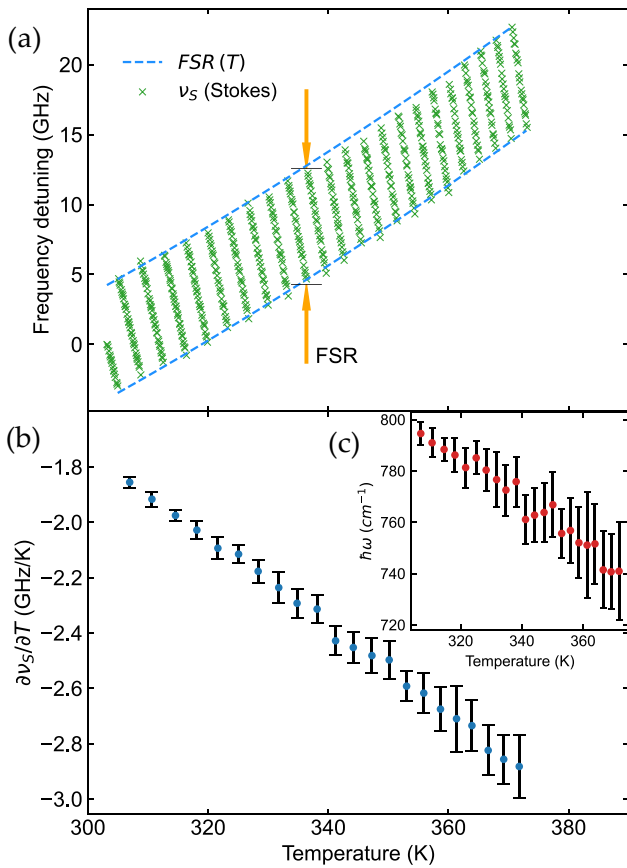 (a)
FSR (T)
ν_S (Stokes)
FSR
Frequency detuning (GHz)
20
15
10
5
0
(b)
∂ν_S/∂T (GHz/K)
−1.8
−2.0
−2.2
−2.4
−2.6
−2.8
−3.0
300
320
340
360
380
Temperature (K)
(c)
ħω (cm⁻¹)
800
780
760
740
720
320
340
360
Temperature (K)